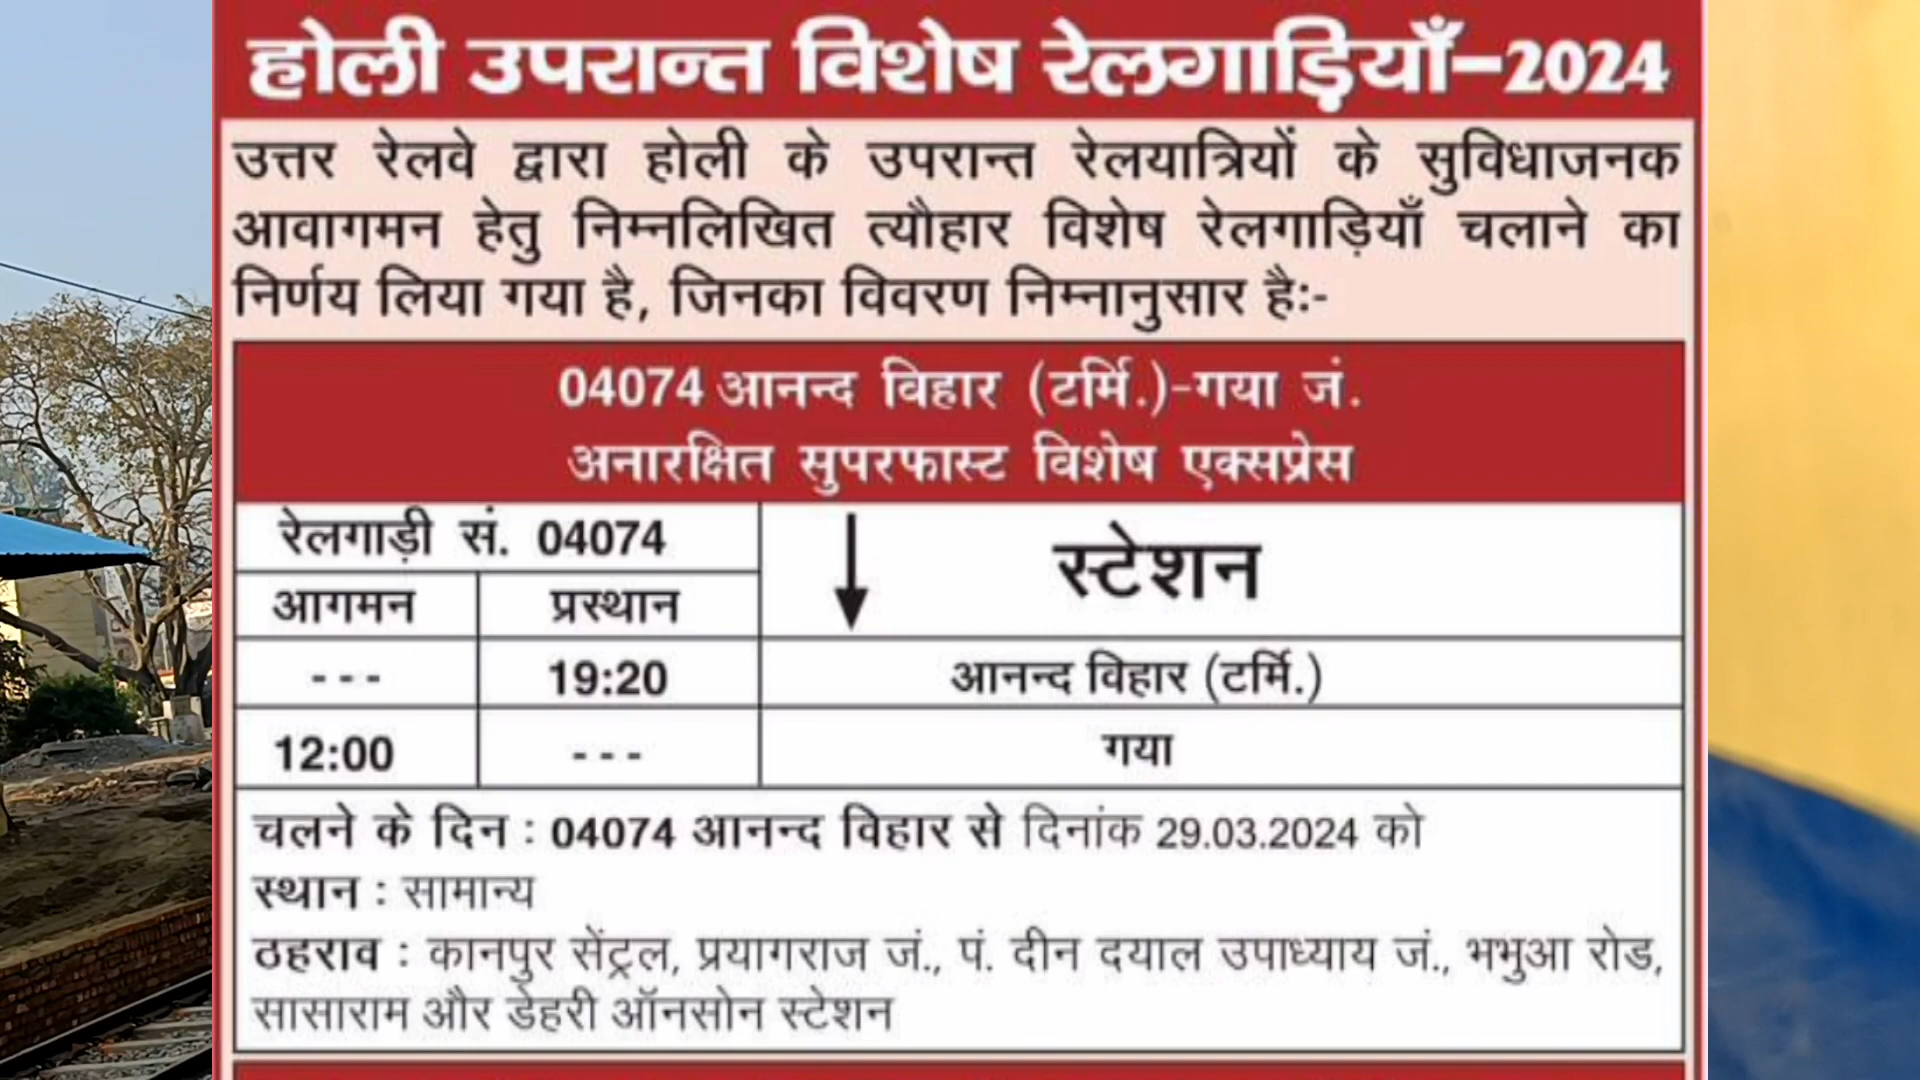 होली उपरान्त विशेष रेलगाड़ियाँ–2024
उत्तर रेलवे द्वारा होली के उपरान्त रेलयात्रियों के सुविधाजनक
आवागमन हेतु निम्नलिखित त्यौहार विशेष रेलगाड़ियाँ चलाने का
निर्णय लिया गया है, जिनका विवरण निम्नानुसार है:-
04074 आनन्द विहार (टर्मि.)-गया जं.
अनारक्षित सुपरफास्ट विशेष एक्सप्रेस
रेलगाड़ी सं. 04074 ↓ स्टेशन
आगमन प्रस्थान
--- 19:20 आनन्द विहार (टर्मि.)
12:00 --- गया
चलने के दिन : 04074 आनन्द विहार से दिनांक 29.03.2024 को
स्थान : सामान्य
ठहराव : कानपुर सेंट्रल, प्रयागराज जं., पं. दीन दयाल उपाध्याय जं., भभुआ रोड,
सासाराम और डेहरी ऑनसोन स्टेशन